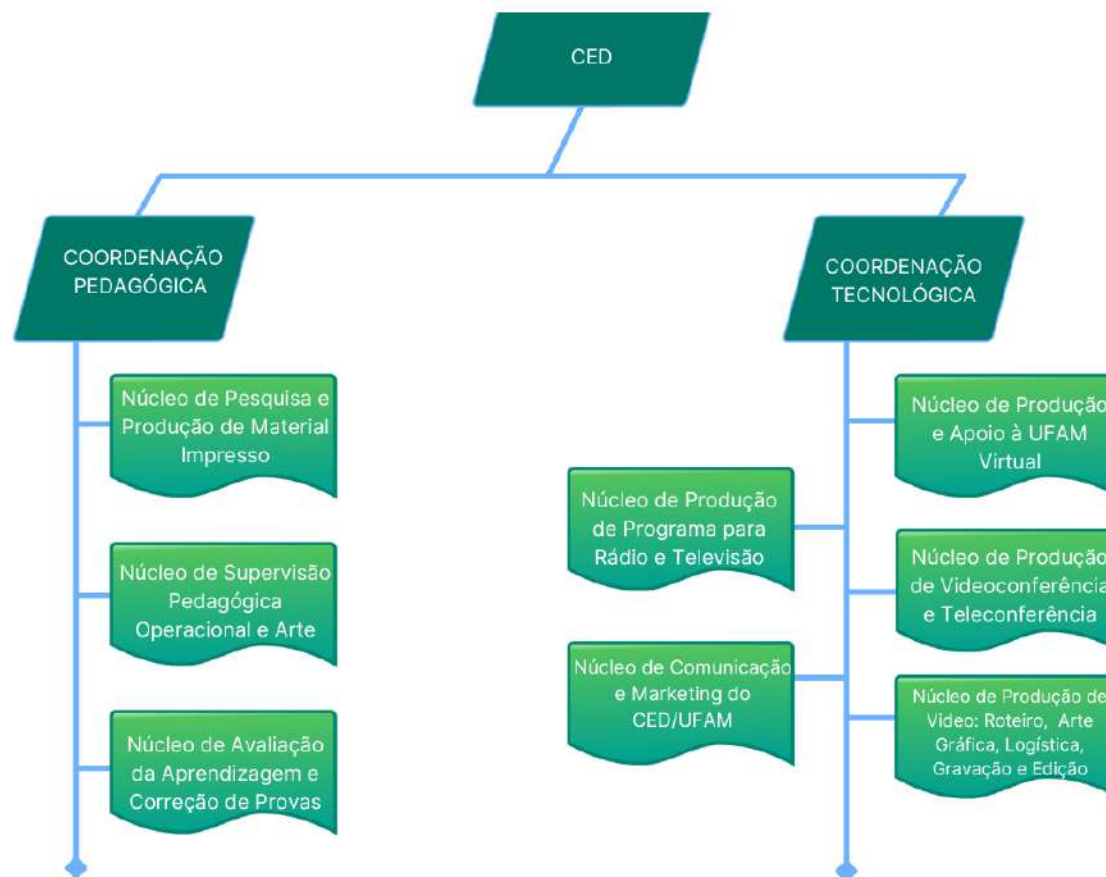 CED
COORDENAÇÃO
PEDAGÓGICA
Núcleo de Pesquisa e
Produção de Material
Impresso
Núcleo de Supervisão
Pedagógica
Operacional e Arte
Núcleo de Avaliação
da Aprendizagem e
Correção de Provas
COORDENAÇÃO
TECNOLÓGICA
Núcleo de Produção
de Programa para
Rádio e Televisão
Núcleo de Comunicação
e Marketing do
CED/UFAM
Núcleo de Produção
e Apoio à UFAM
Virtual
Núcleo de Produção
de Videoconferência
e Teleconferência
Núcleo de Produção de
Video: Roteiro, Arte
Gráfica, Logística,
Gravação e Edição